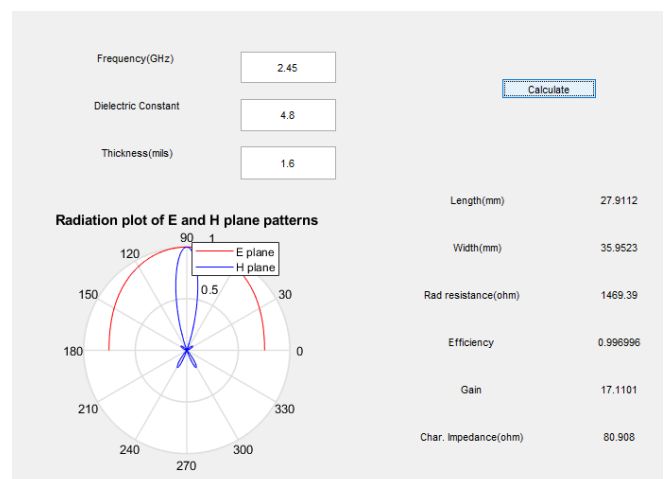 Frequency(GHz) 2.45
Calculate
Dielectric Constant 4.8
Thickness(mils) 1.6
Length(mm) 27.9112
Width(mm) 35.9523
Rad resistance(ohm) 1469.39
Efficiency 0.996996
Gain 17.1101
Char. Impedance(ohm) 80.908
Radiation plot of E and H plane patterns
90 1
120
E plane
H plane
150 0.5 30
180 0
210 330
240 300
270